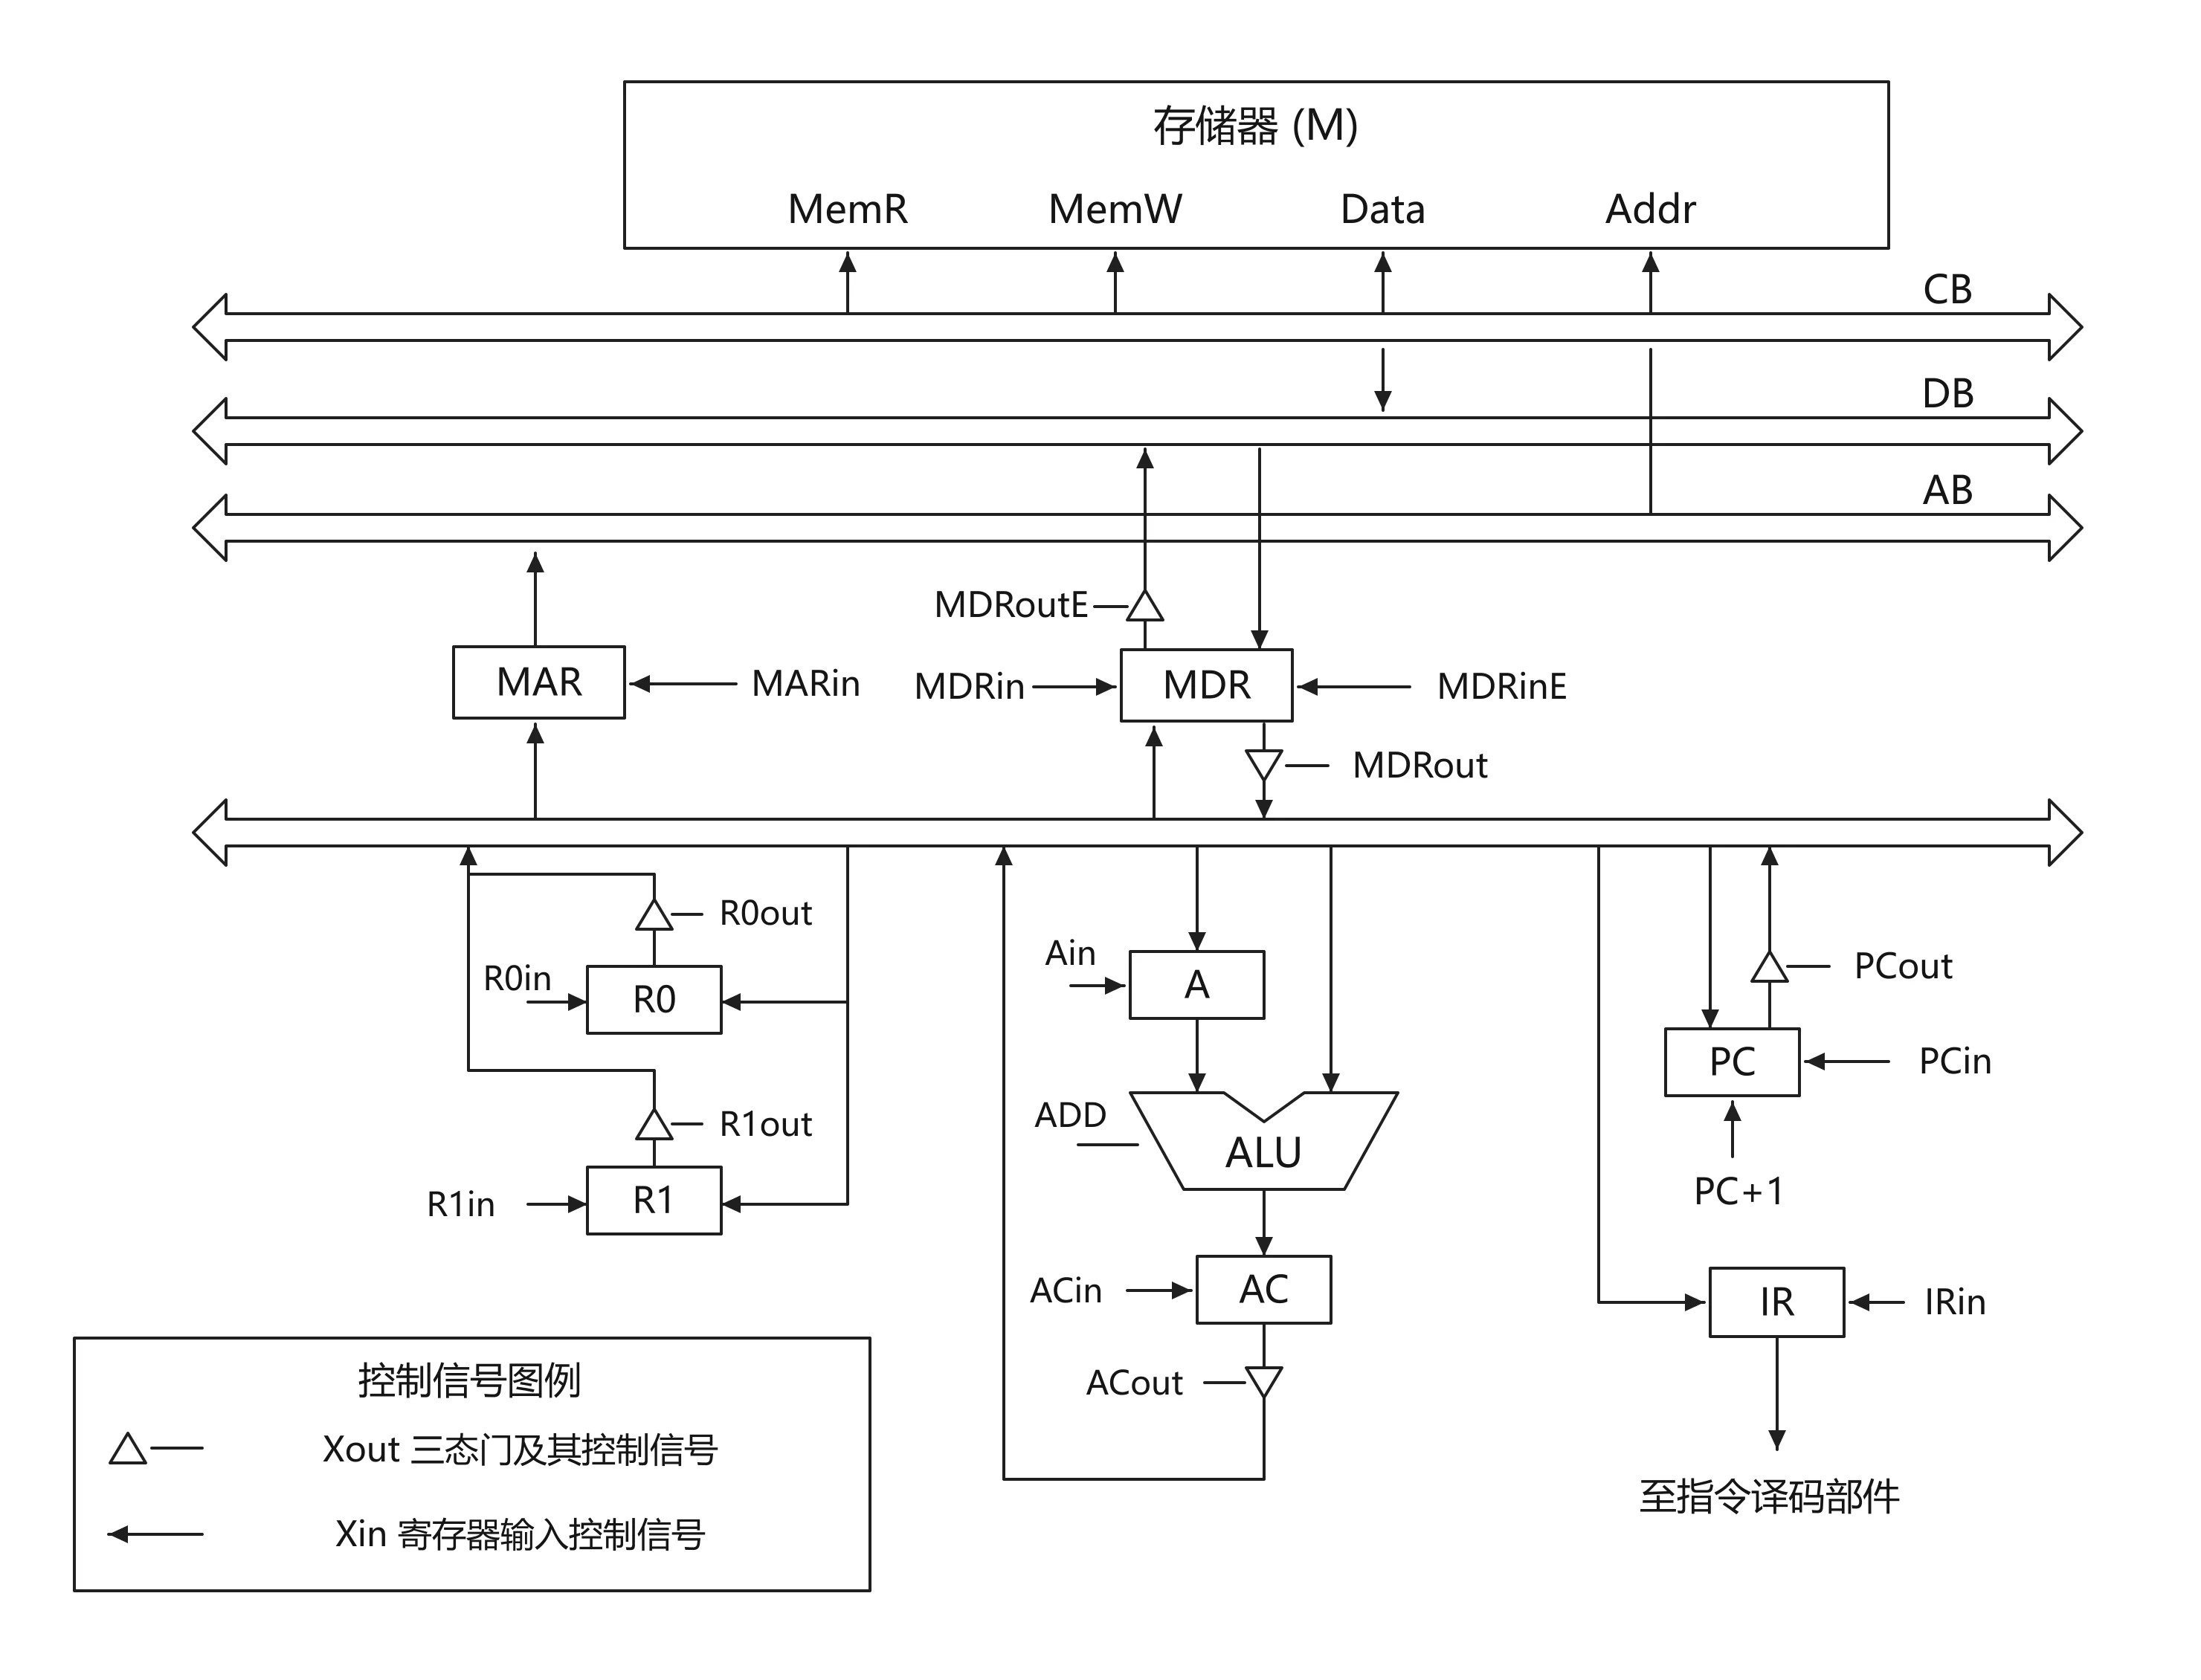 存储器 (M)
MemR MemW Data Addr
CB
DB
AB
MDRoutE
MAR MARin MDRin MDR MDRinE
MDRout
R0out
Ain
R0in R0 A PCout
PC PCin
ADD
R1out ALU
R1in R1 PC+1
ACin AC IR IRin
控制信号图例 ACout
Xout 三态门及其控制信号
至指令译码部件
Xin 寄存器输入控制信号